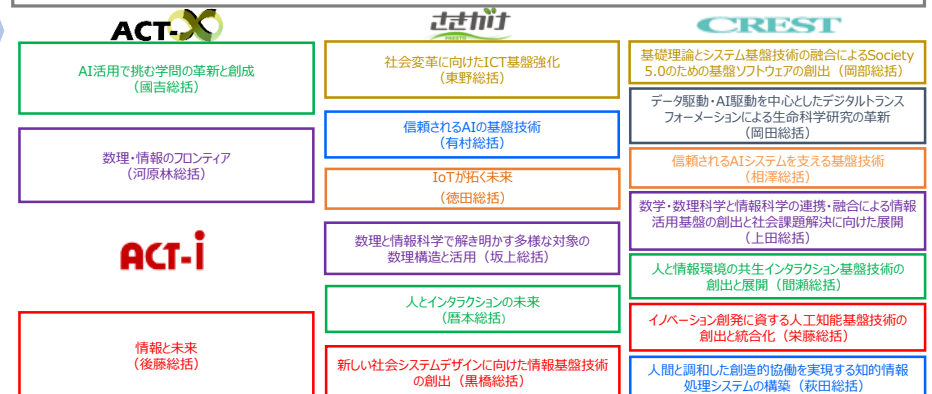 ACT-X
AI活用で挑む学問の革新と創成
(國吉総括)
数理・情報のフロンティア
(河原林総括)
ACT-i
情報と未来
(後藤総括)
さきがけ
PRESTO
社会変革に向けたICT基盤強化
(東野総括)
信頼されるAIの基盤技術
(有村総括)
IoTが拓く未来
(徳田総括)
数理と情報科学で解き明かす多様な対象の
数理構造と活用(坂上総括)
人とインタラクションの未来
(暦本総括)
新しい社会システムデザインに向けた情報基盤技術
の創出(黒橋総括)
CREST
基礎理論とシステム基盤技術の融合によるSociety
5.0のための基盤ソフトウェアの創出(岡部総括)
データ駆動・AI駆動を中心としたデジタルトランス
フォーメーションによる生命科学研究の革新
(岡田総括)
信頼されるAIシステムを支える基盤技術
(相澤総括)
数学・数理科学と情報科学の連携・融合による情報
活用基盤の創出と社会課題解決に向けた展開
(上田総括)
人と情報環境の共生インタラクション基盤技術の
創出と展開(間瀬総括)
イノベーション創発に資する人工知能基盤技術の
創出と統合化(栄藤総括)
人間と調和した創造的協働を実現する知的情報
処理システムの構築(萩田総括)